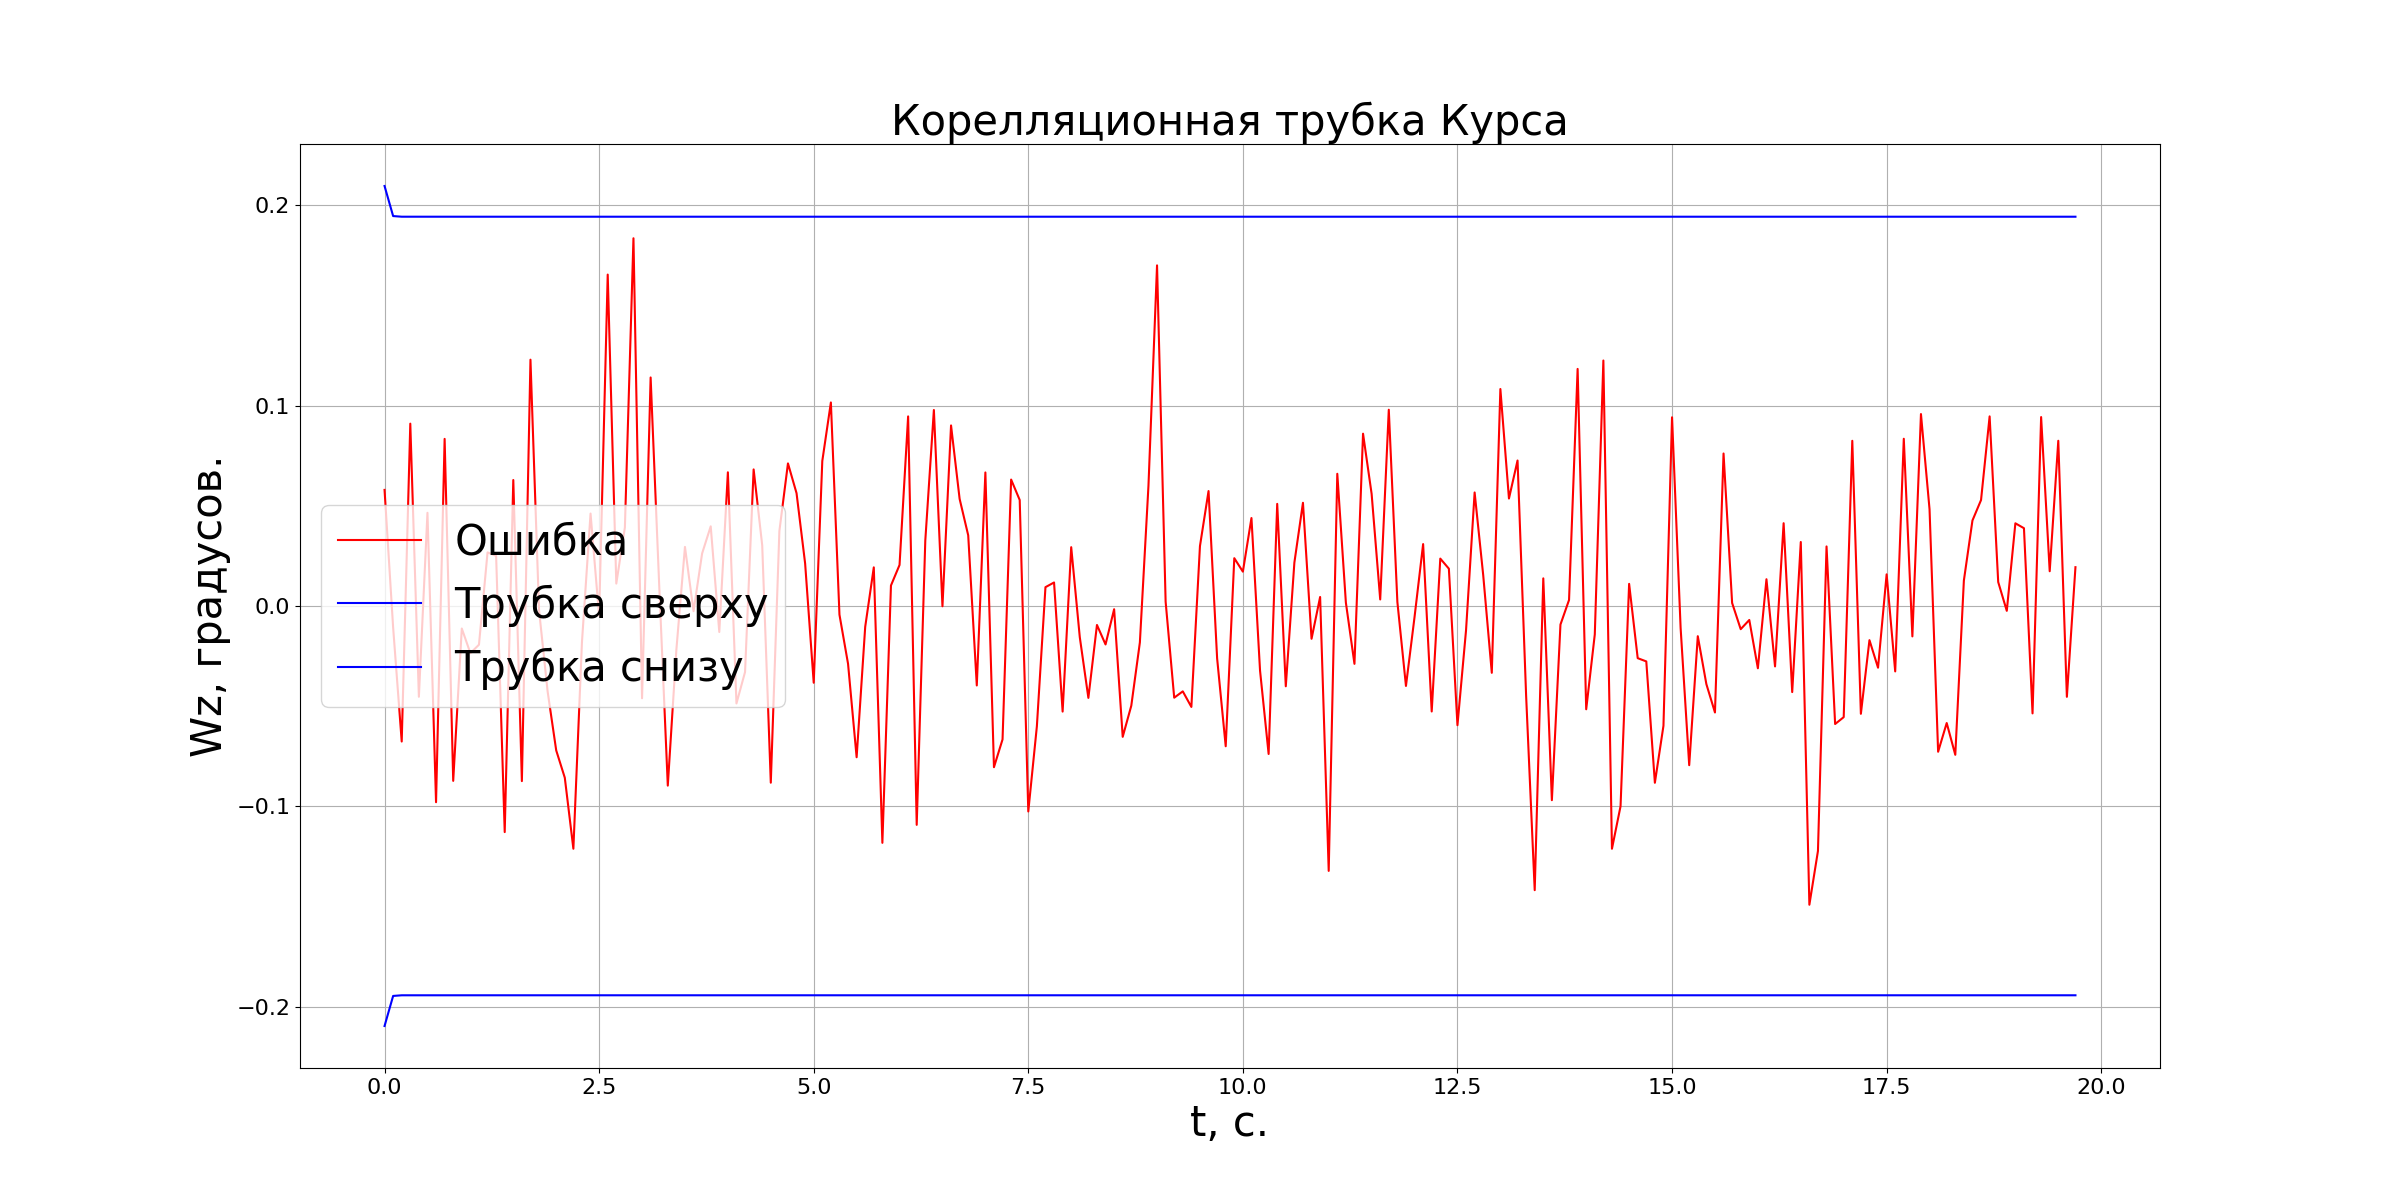 Корелляционная трубка Курса
Wz, градусов.
0.2
0.1
0.0
−0.1
−0.2
Ошибка
Трубка сверху
Трубка снизу
0.0 2.5 5.0 7.5 10.0 12.5 15.0 17.5 20.0
t, с.